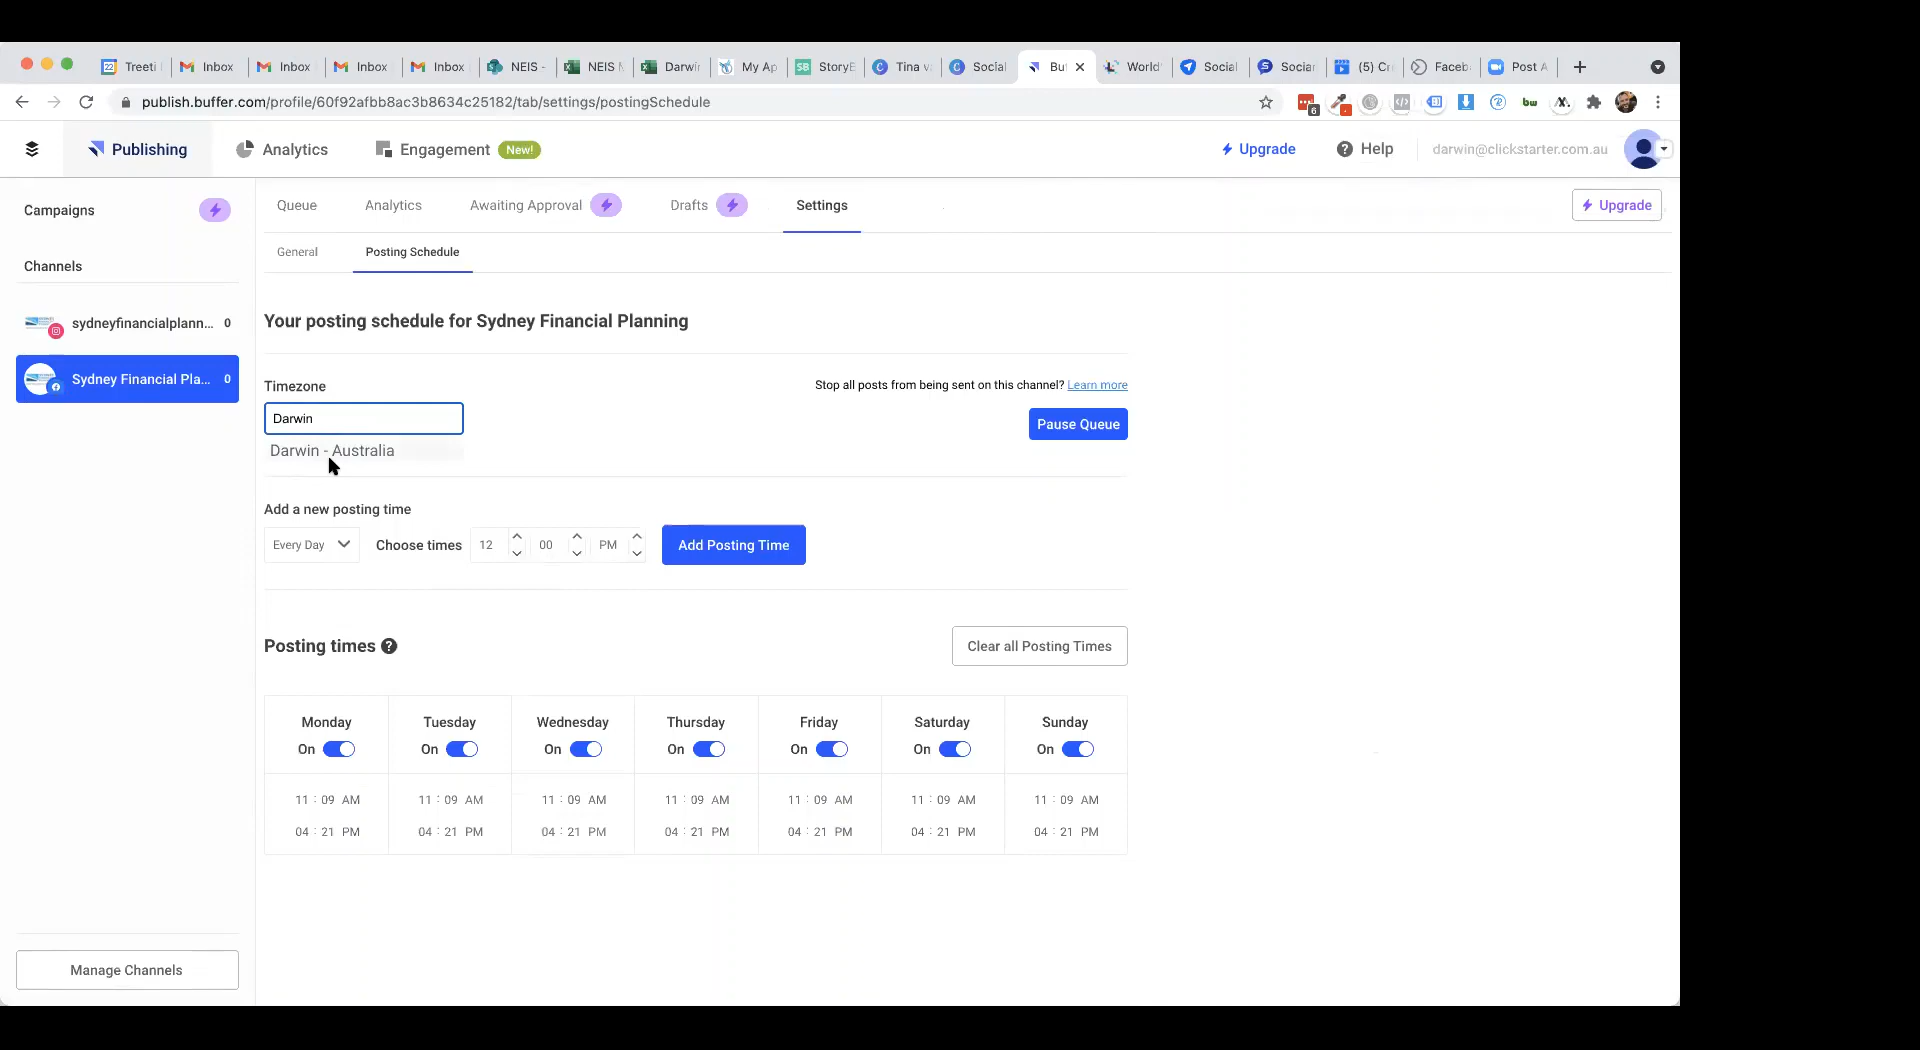 22 Treeti Inbox Inbox Inbox Inbox NEIS - NEIS Darwi My Ap SB StoryE Tina v Social Bu World Social Social (5) Cr Faceb Post A
publish.buffer.com/profile/60f92afbb8ac3b8634c25182/tab/settings/postingSchedule
6 bw
Publishing Analytics Engagement New! Upgrade Help darwin@clickstarter.com.au
Campaigns
Queue Analytics Awaiting Approval Drafts Settings Upgrade
General Posting Schedule
Channels
sydneyfinancialplann... 0
Sydney Financial Pla... 0
Your posting schedule for Sydney Financial Planning
Timezone
Stop all posts from being sent on this channel? Learn more
Darwin
Pause Queue
Darwin - Australia
Add a new posting time
Every Day Choose times 12 00 PM Add Posting Time
Posting times ? Clear all Posting Times
Monday Tuesday Wednesday Thursday Friday Saturday Sunday
On On On On On On On
11 : 09 AM 11 : 09 AM 11 : 09 AM 11 : 09 AM 11 : 09 AM 11 : 09 AM 11 : 09 AM
04 : 21 PM 04 : 21 PM 04 : 21 PM 04 : 21 PM 04 : 21 PM 04 : 21 PM 04 : 21 PM
Manage Channels